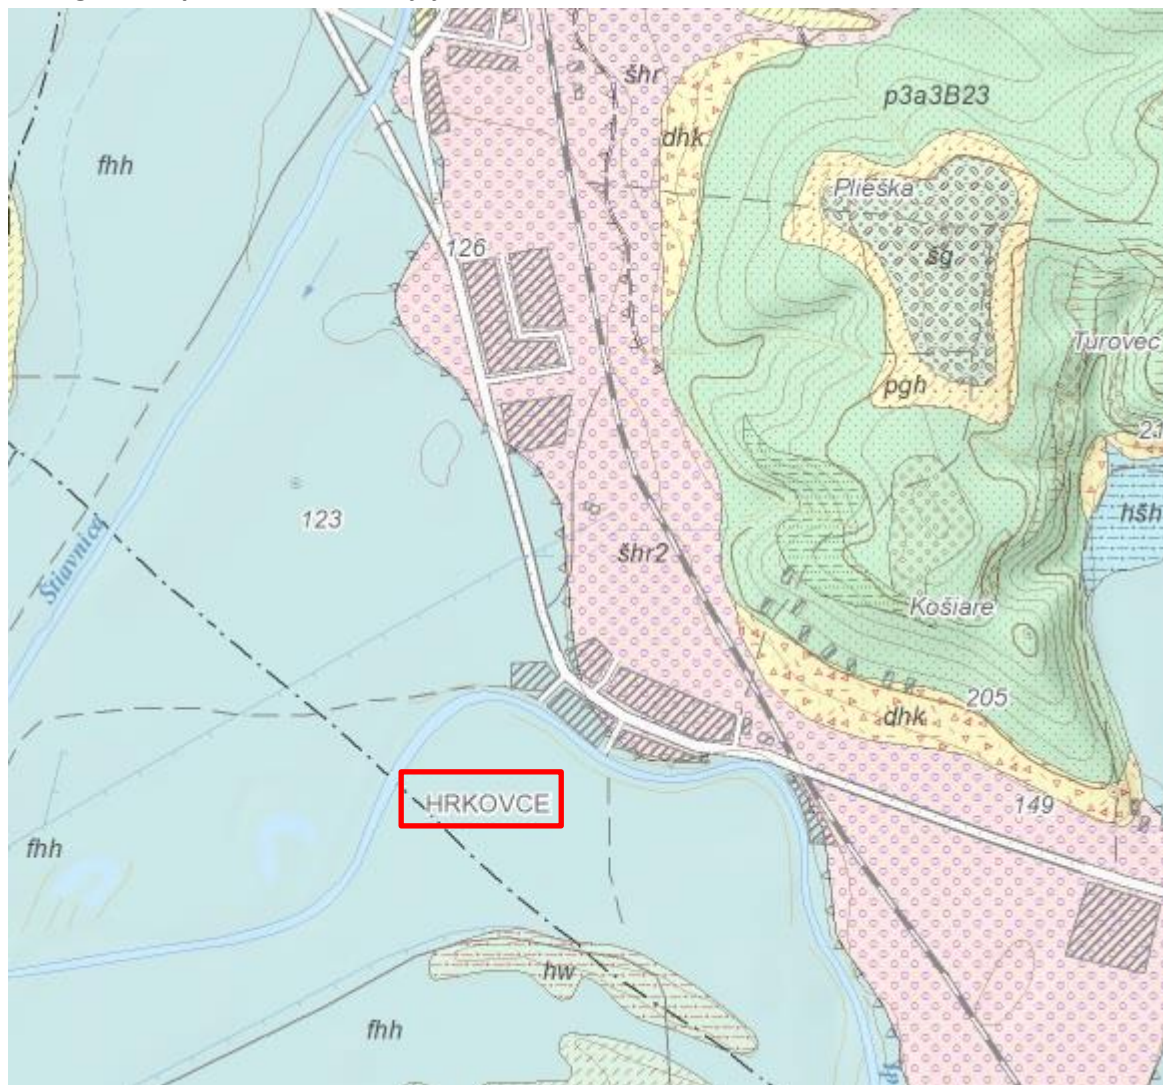 šhr
p3a3B23
dhk
fhh
Plieška
126
šg
Turovec
pgh
21
hšh
123
šhr2
Štiavnica
Košiare
205
dhk
HRKOVCE
149
fhh
hw
fhh